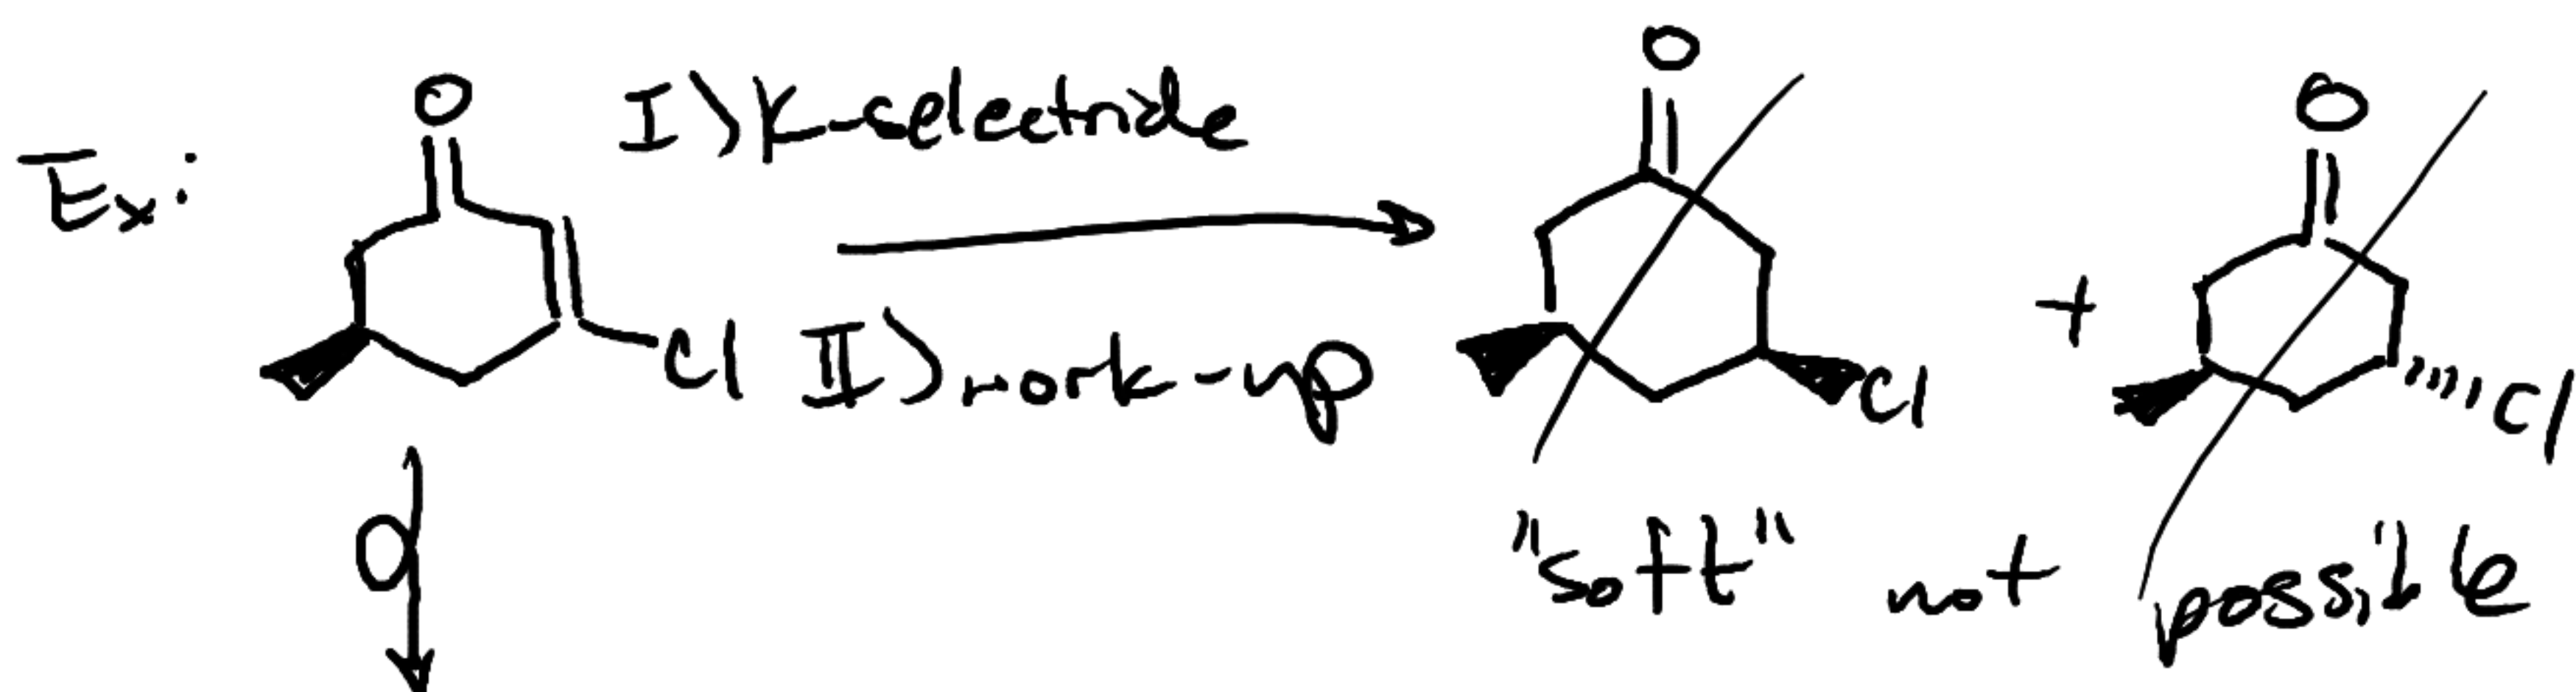 O
O
O
I) K-selectride
Ex:
+
Cl
II) work-up
Cl
Cl
"soft" not possible